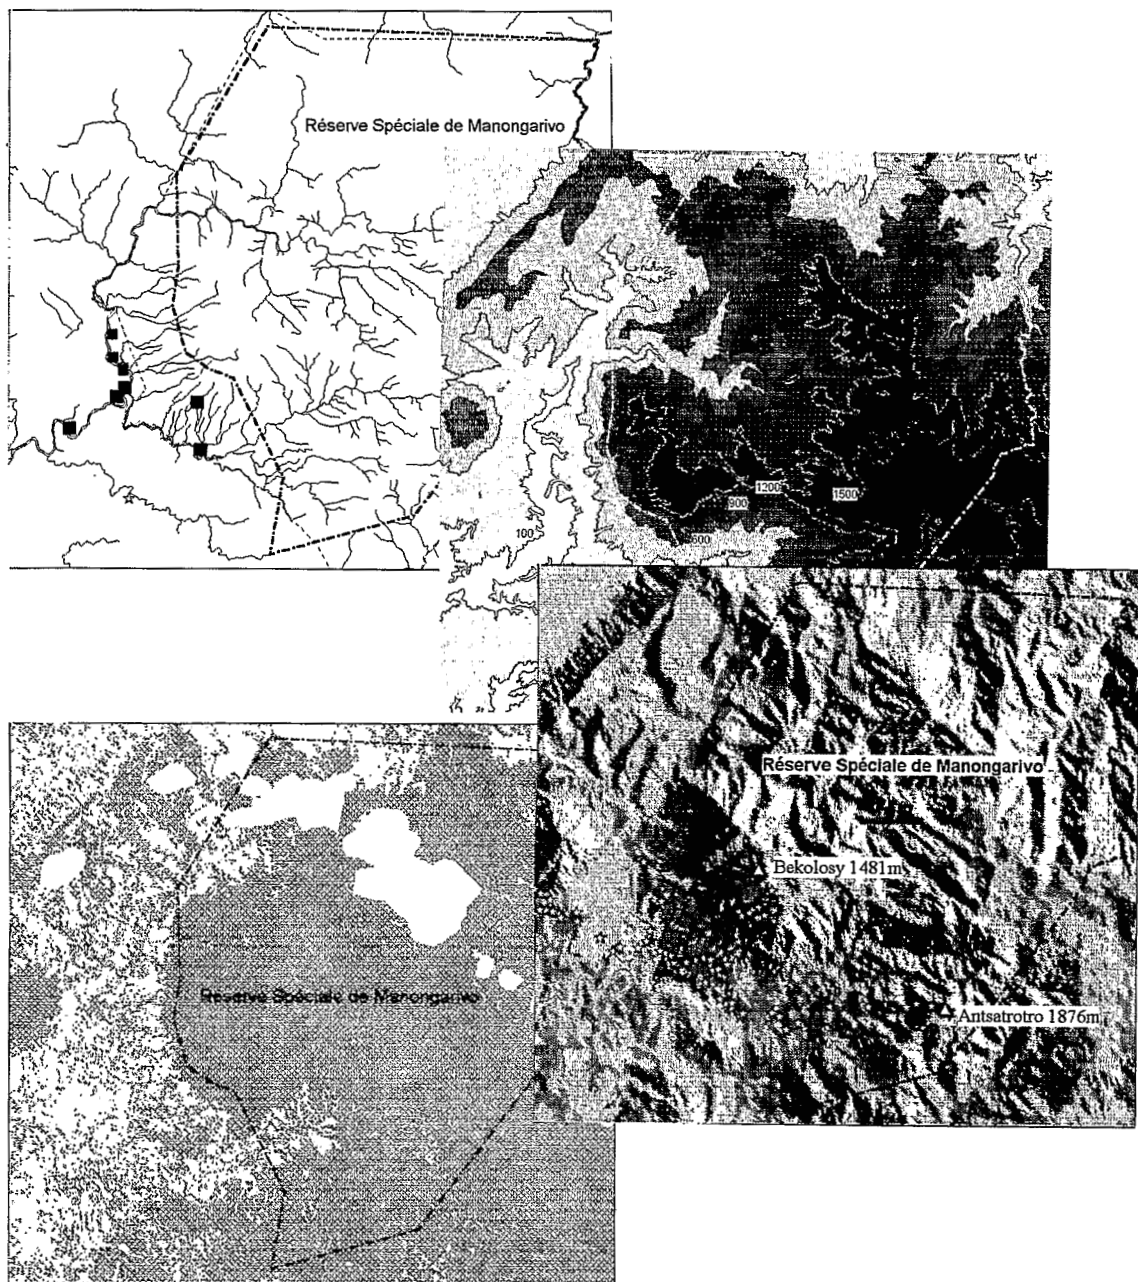 Réserve Spéciale de Manongarivo
1200
1500
900
100
600
Réserve Spéciale de Manongarivo
Bekolosy 1481m
Réserve Spéciale de Manongarivo
Antsatrotro 1876m